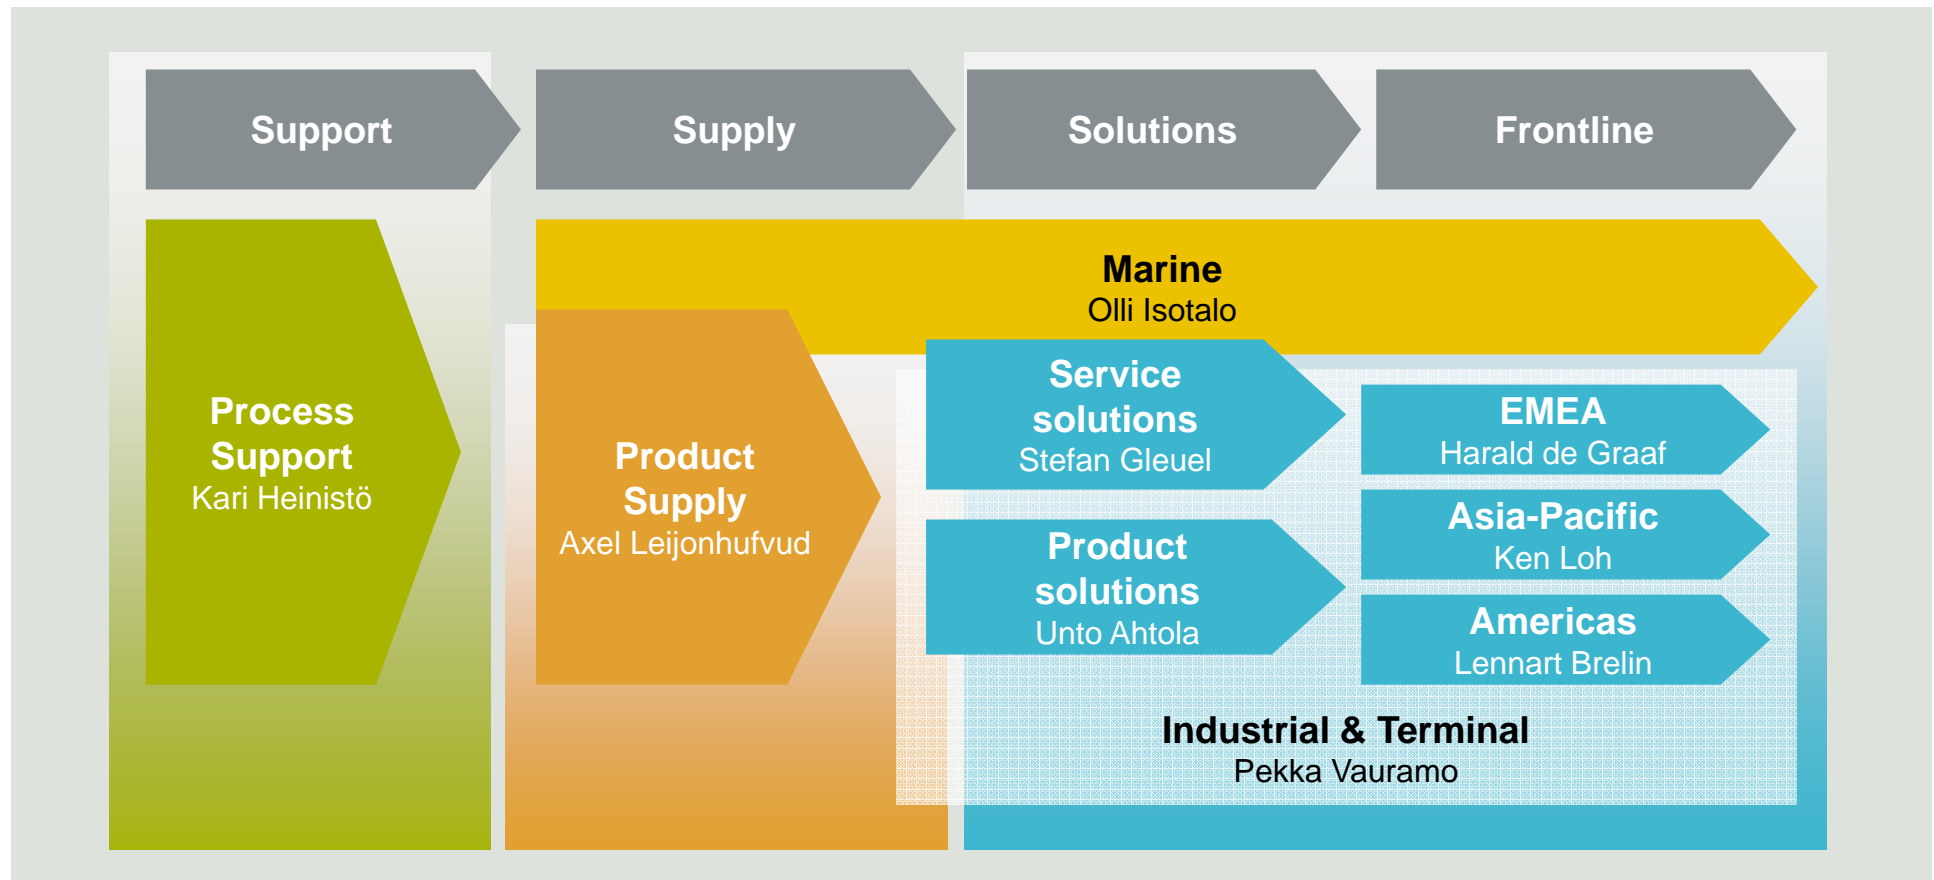 Support
Supply
Solutions
Frontline
Marine
Olli Isotalo
Process
Support
Kari Heinistö
Product
Supply
Axel Leijonhufvud
Service
solutions
Stefan Gleuel
Product
solutions
Unto Ahtola
EMEA
Harald de Graaf
Asia-Pacific
Ken Loh
Americas
Lennart Brelin
Industrial & Terminal
Pekka Vauramo